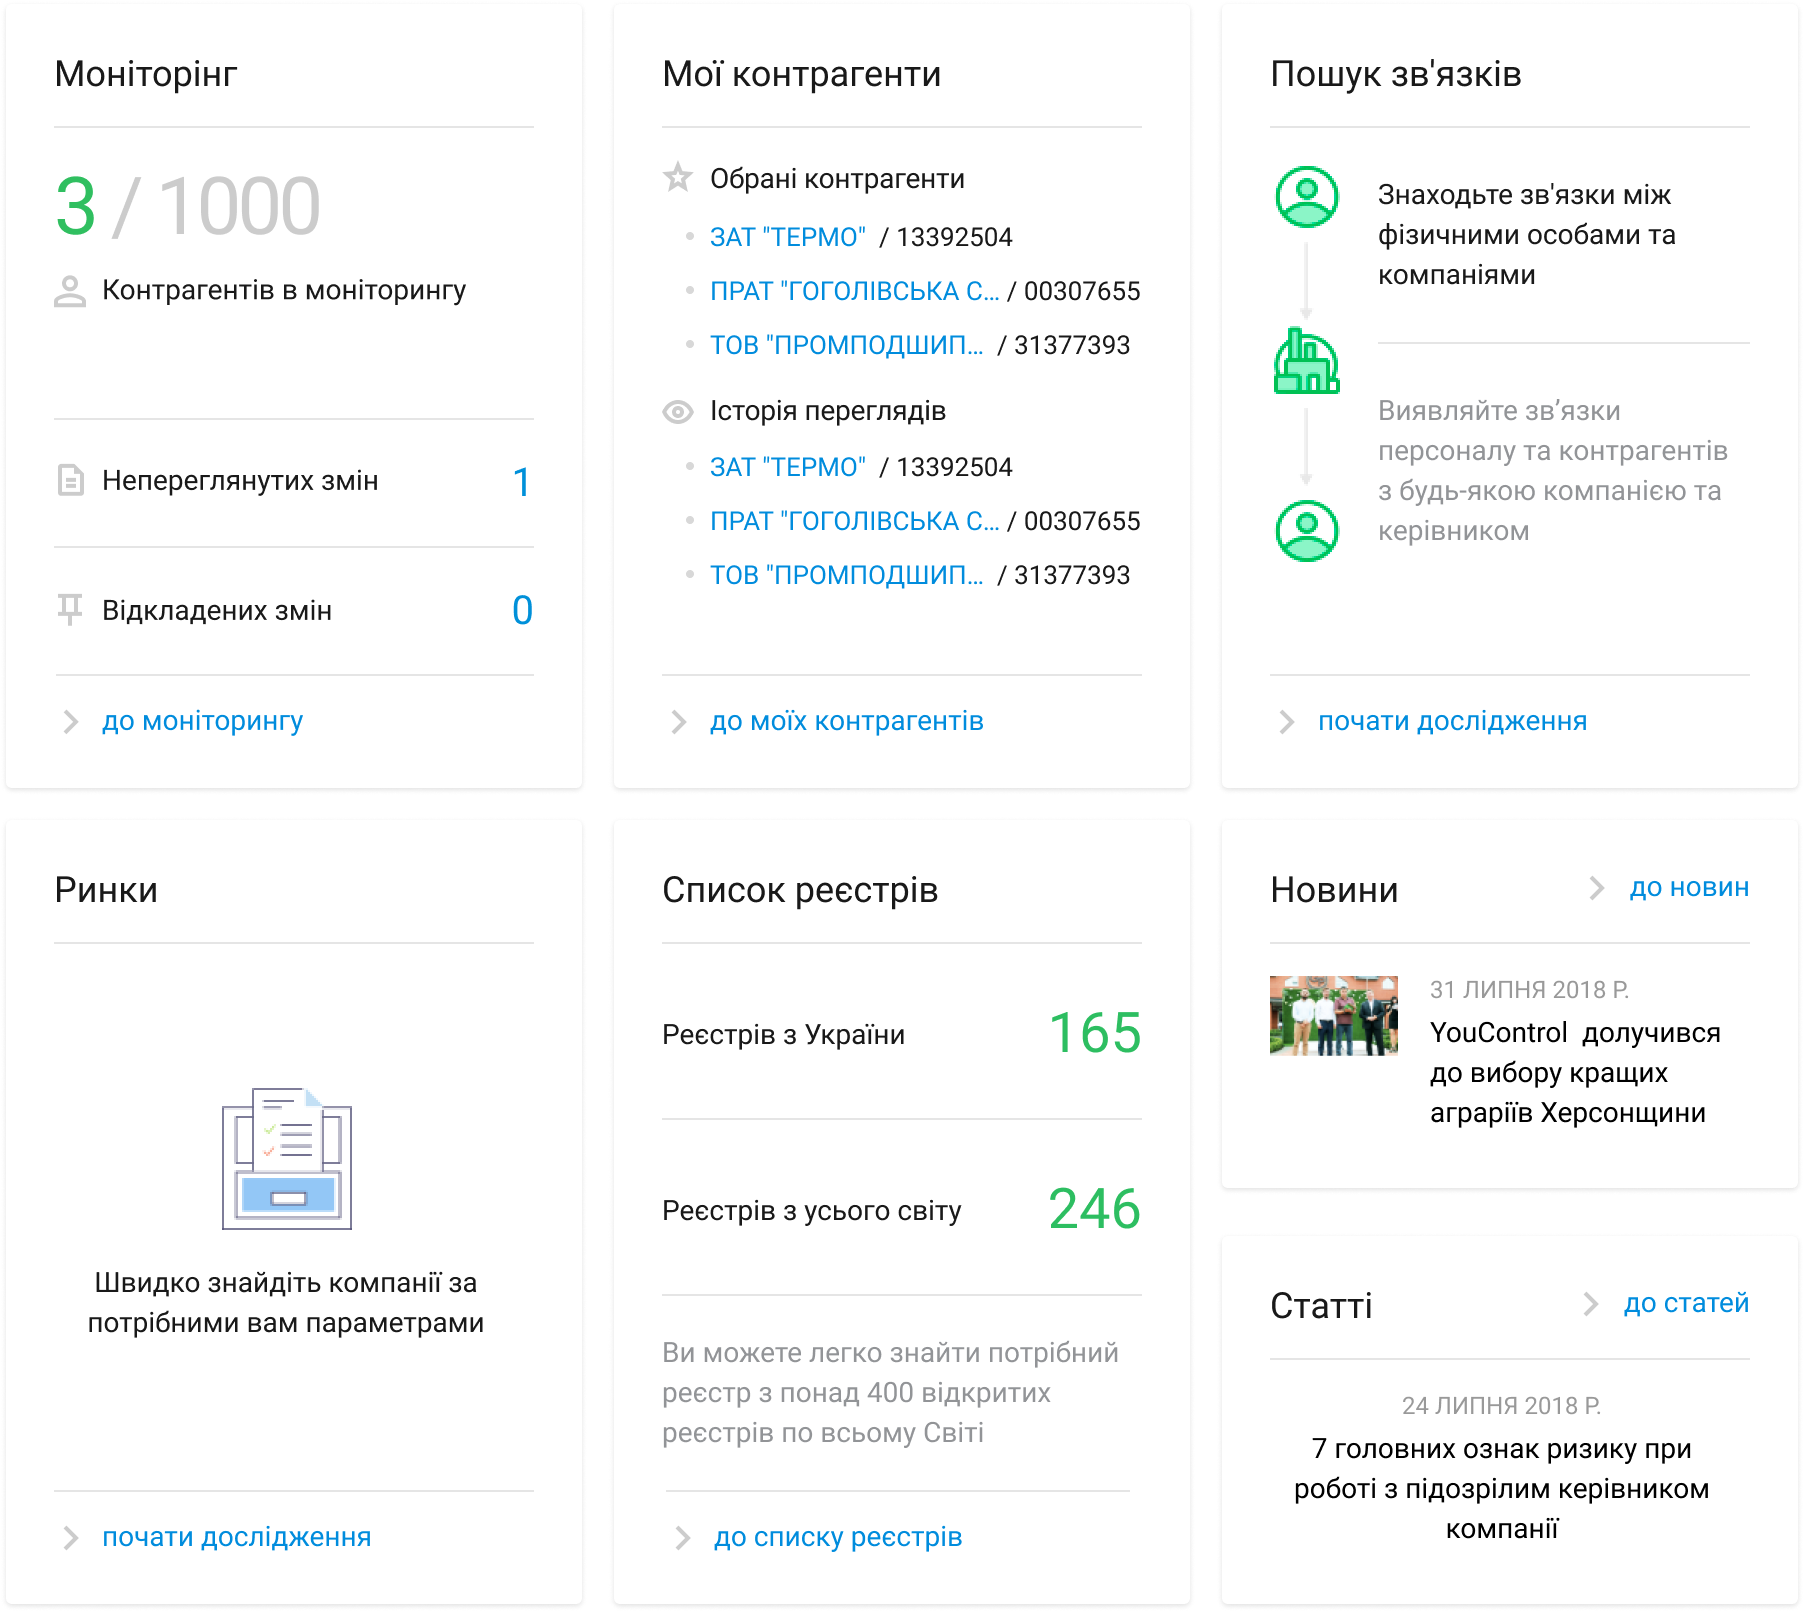 Моніторінг
3 / 1000
Контрагентів в моніторингу
Непереглянутих змін 1
Відкладених змін 0
до моніторингу
Мої контрагенти
Обрані контрагенти
ЗАТ "ТЕРМО" / 13392504
ПРАТ "ГОГОЛІВСЬКА С... / 00307655
ТОВ "ПРОМПОДШИП... / 31377393
Історія переглядів
ЗАТ "ТЕРМО" / 13392504
ПРАТ "ГОГОЛІВСЬКА С... / 00307655
ТОВ "ПРОМПОДШИП... / 31377393
до моїх контрагентів
Пошук зв'язків
Знаходьте зв'язки між
фізичними особами та
компаніями
Виявляйте зв’язки
персоналу та контрагентів
з будь-якою компанією та
керівником
почати дослідження
Ринки
Швидко знайдіть компанії за
потрібними вам параметрами
почати дослідження
Список реєстрів
Реєстрів з України 165
Реєстрів з усього світу 246
Ви можете легко знайти потрібний
реєстр з понад 400 відкритих
реєстрів по всьому Світі
до списку реєстрів
Новини
до новин
31 ЛИПНЯ 2018 Р.
YouControl долучився
до вибору кращих
аграріїв Херсонщини
Статті
до статей
24 ЛИПНЯ 2018 Р.
7 головних ознак ризику при
роботі з підозрілим керівником
компанії